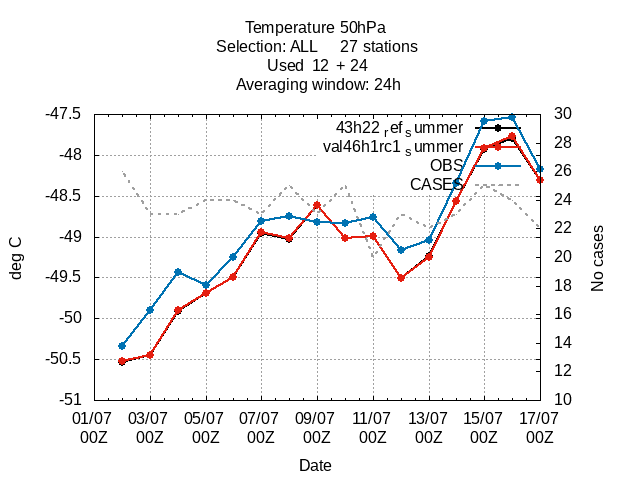 Temperature 50hPa
Selection: ALL 27 stations
Used 12 + 24
Averaging window: 24h
-47.5
-48
-48.5
-49
-49.5
-50
-50.5
-51
deg C
43h22 ref summer
val46h1rc1 summer
OBS
CASES
30
28
26
24
22
20
18
16
14
12
10
No cases
01/07 03/07 05/07 07/07 09/07 11/07 13/07 15/07 17/07
00Z 00Z 00Z 00Z 00Z 00Z 00Z 00Z 00Z
Date